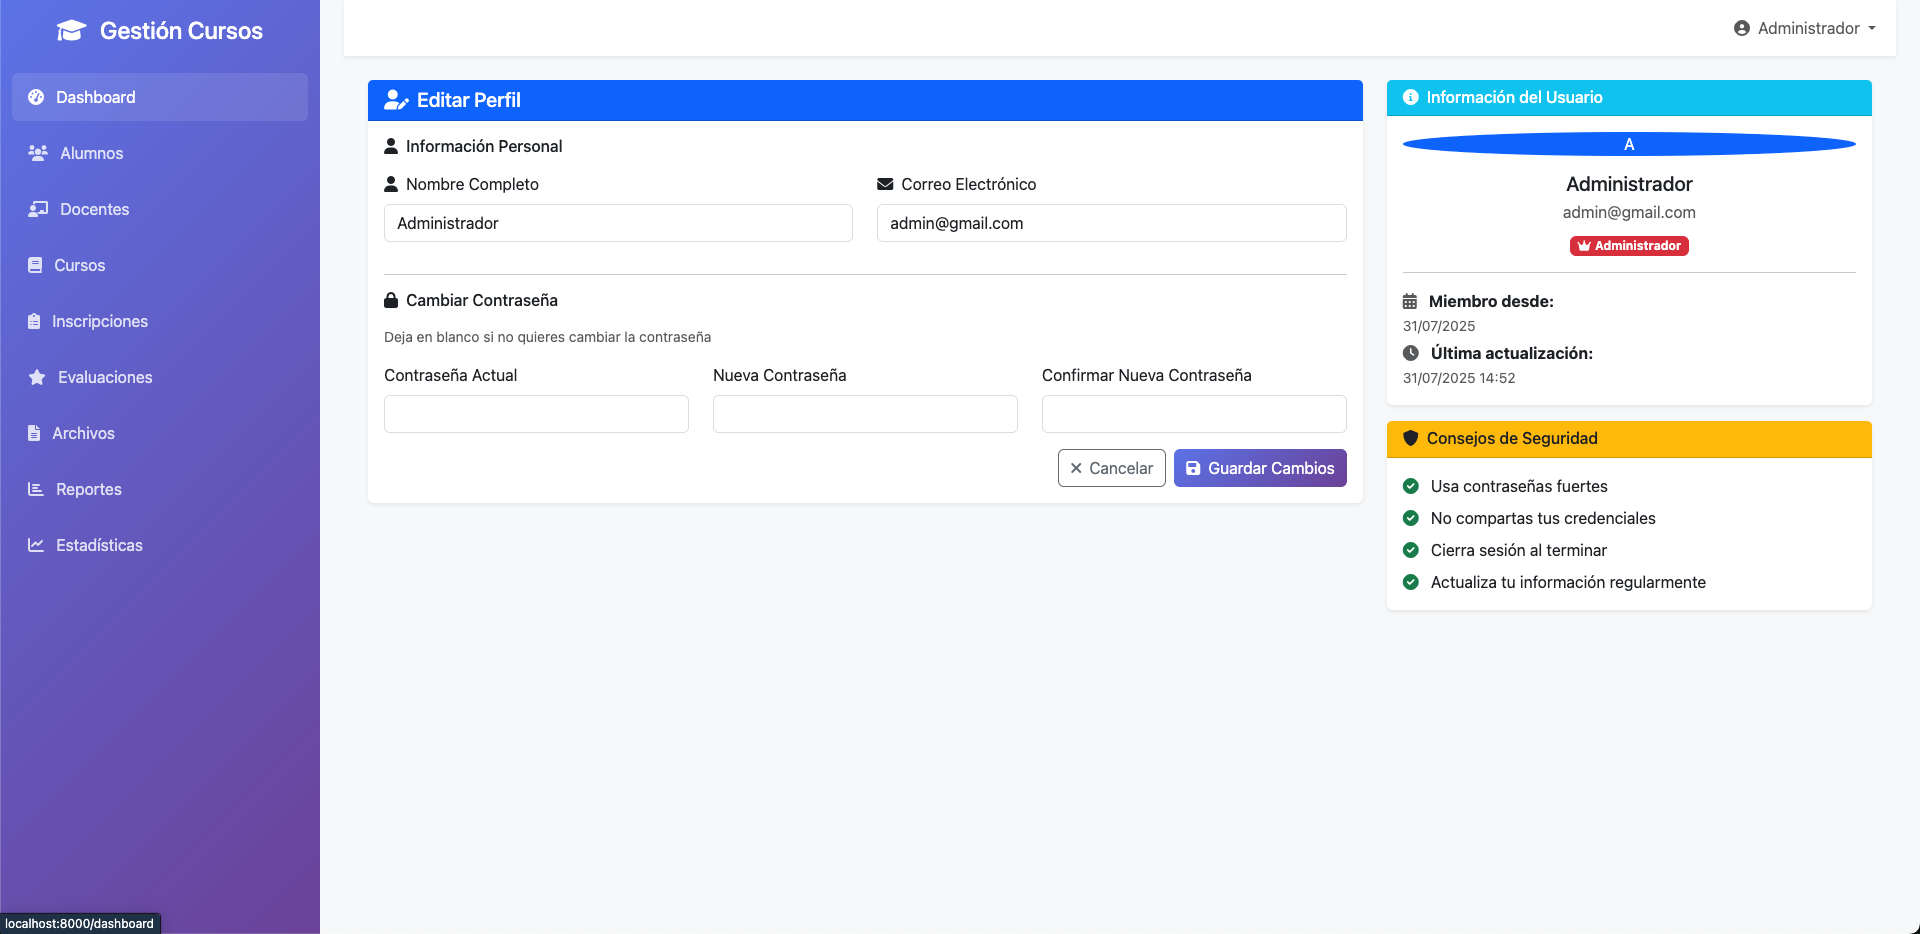 Gestión Cursos
Dashboard
Alumnos
Docentes
Cursos
Inscripciones
Evaluaciones
Archivos
Reportes
Estadísticas
localhost:8000/dashboard
Administrador
Editar Perfil
Información Personal
Nombre Completo
Correo Electrónico
Administrador
admin@gmail.com
Cambiar Contraseña
Deja en blanco si no quieres cambiar la contraseña
Contraseña Actual
Nueva Contraseña
Confirmar Nueva Contraseña
Cancelar
Guardar Cambios
Información del Usuario
A
Administrador
admin@gmail.com
Administrador
Miembro desde:
31/07/2025
Última actualización:
31/07/2025 14:52
Consejos de Seguridad
Usa contraseñas fuertes
No compartas tus credenciales
Cierra sesión al terminar
Actualiza tu información regularmente